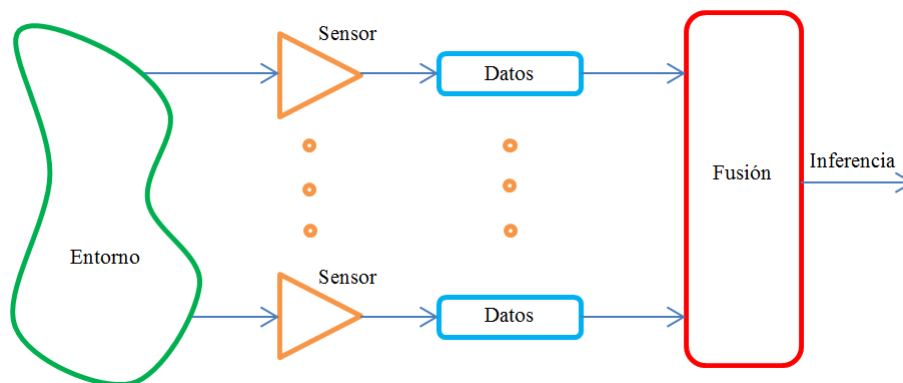 Sensor
Datos
Fusión
Inferencia
Entorno
Sensor
Datos